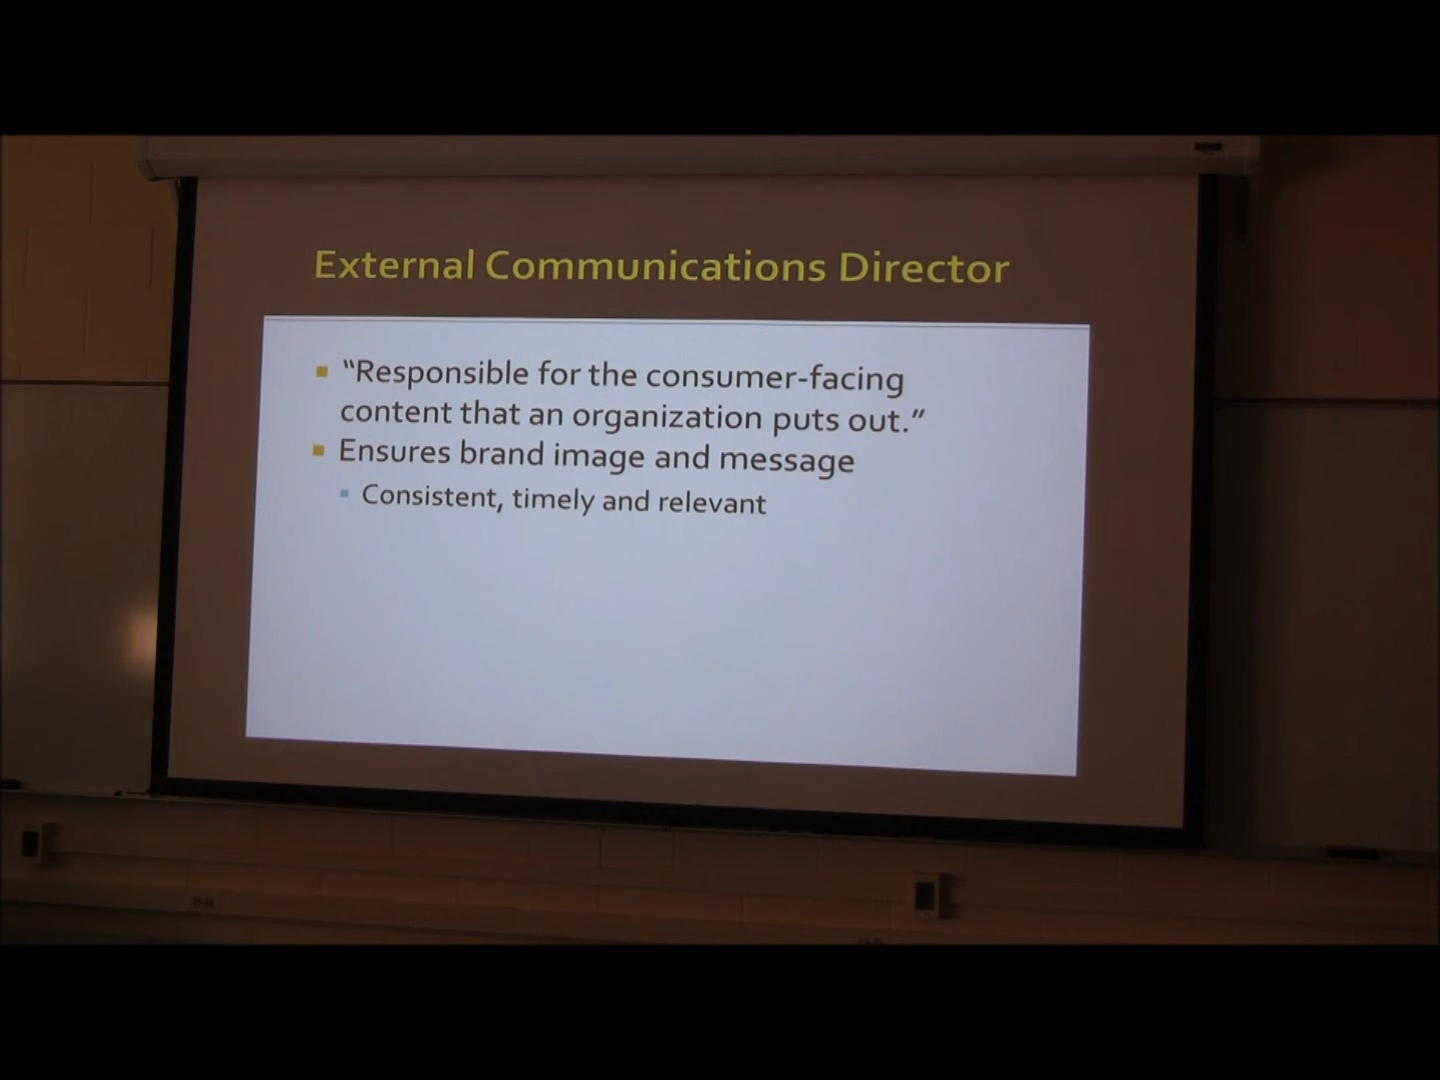 External Communications Director
“Responsible for the consumer-facing
content that an organization puts out.”
Ensures brand image and message
Consistent, timely and relevant